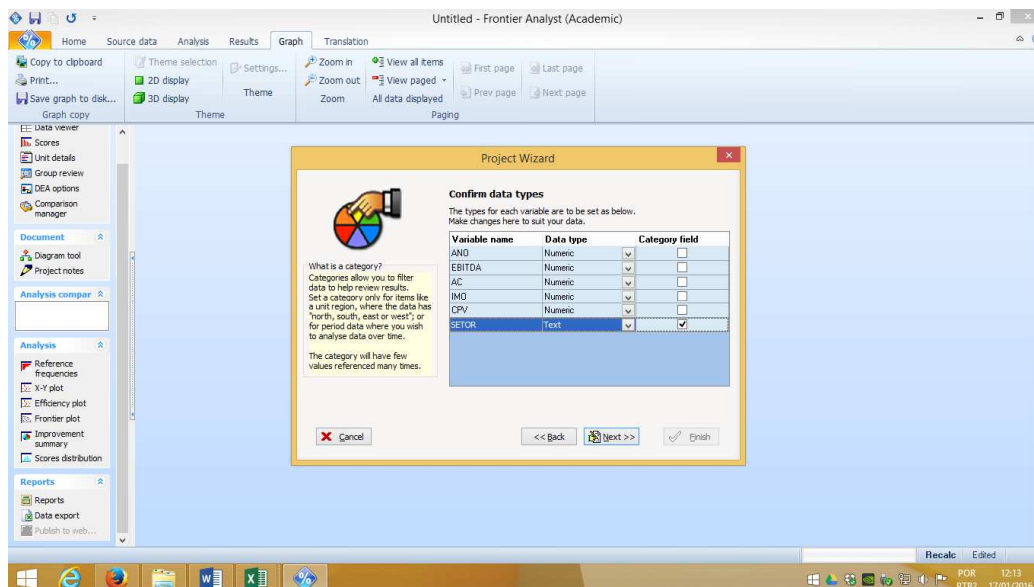 Untitled - Frontier Analyst (Academic)
Home Source data Analysis Results Graph Translation
Copy to clipboard
Print...
Save graph to disk...
Graph copy
Theme selection
2D display
3D display
Settings...
Theme
Theme
Zoom in
Zoom out
Zoom
View all items
View paged
All data displayed
First page Last page
Prev page Next page
Paging
Data viewer
Scores
Unit details
Group review
DEA options
Comparison
manager
Document
Diagram tool
Project notes
Analysis compar
Analysis
Reference
frequencies
X-Y plot
Efficiency plot
Frontier plot
Improvement
summary
Scores distribution
Reports
Reports
Data export
Publish to web...
Project Wizard
What is a category?
Categories allow you to filter
data to help review results.
Set a category only for items like
a unit region, where the data has
"north, south, east or west"; or
for period data where you wish
to analyse data over time.
The category will have few
values referenced many times.
Confirm data types
The types for each variable are to be set as below.
Make changes here to suit your data.
Variable name Data type Category field
ANO Numeric
EBITDA Numeric
AC Numeric
IMO Numeric
CPV Numeric
SETOR Text
Cancel << Back Next >> Finish
Recalc Edited
POR 12:13
PTB2 17/01/2016